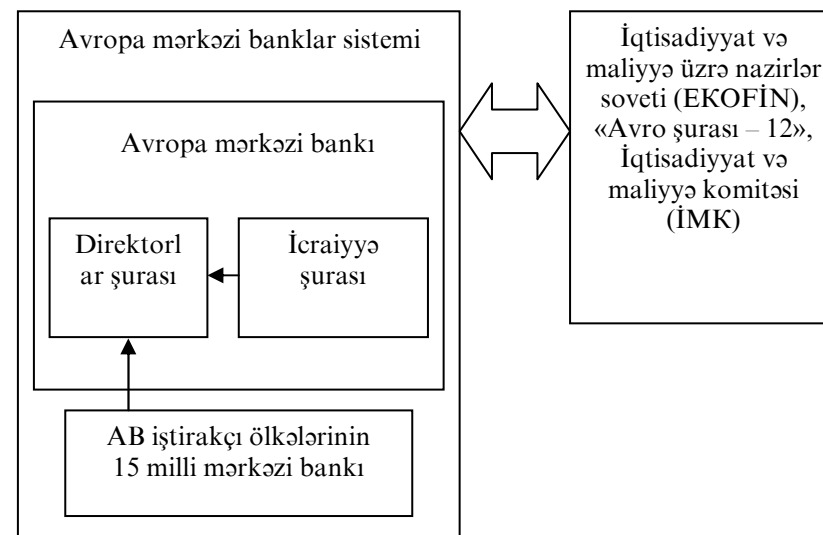 Avropa mərkəzi banklar sistemi
Avropa mərkəzi bankı
Direktorl
ar şurası
İcraiyyə
şurası
AB iştirakçı ölkələrinin
15 milli mərkəzi bankı
İqtisadiyyat və
maliyyə üzrə nazirlər
soveti (EKOFİN),
«Avro şurası – 12»,
İqtisadiyyat və
maliyyə komitəsi
(İMK)